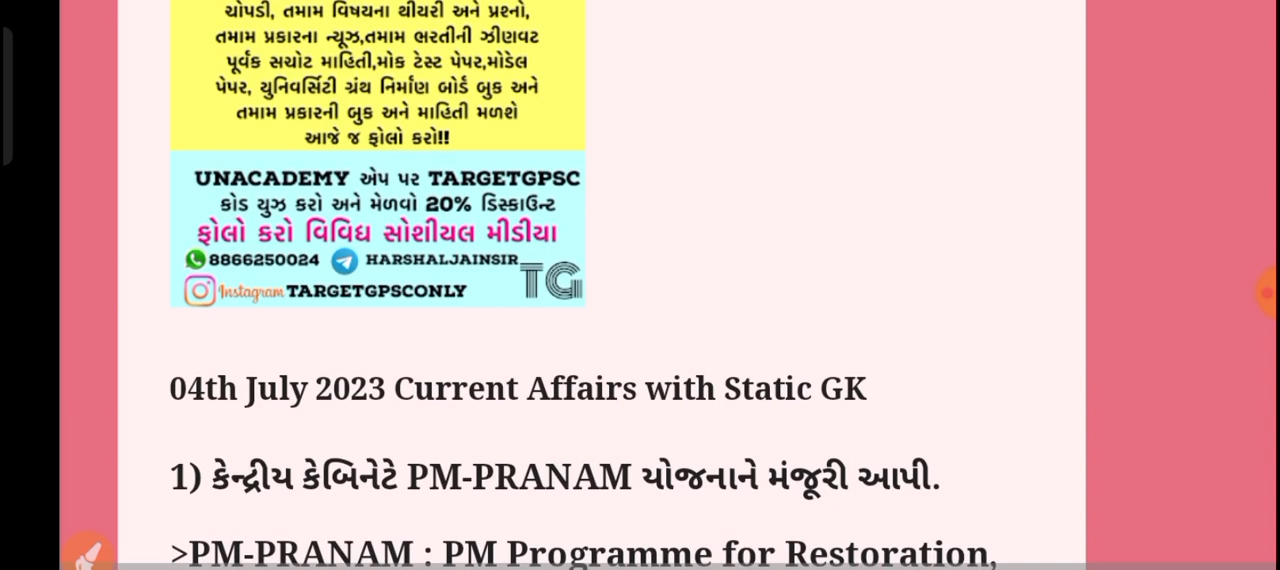 ચોપડી, તમામ વિષયના થીયરી અને પ્રશ્નો,
તમામ પ્રકારના ન્યૂઝ,તમામ ભરતીની ઝીણવટ
પૂર્વક સચોટ માહિતી,મોક ટેસ્ટ પેપર,મોડેલ
પેપર, યુનિવર્સિટી ગ્રંથ નિર્માણ બોર્ડ બુક અને
તમામ પ્રકારની બુક અને માહિતી મળશે
આજે જ ફોલો કરો!!
UNACADEMY એપ પર TARGETGPSC
કોડ યુઝ કરો અને મેળવો 20% ડિસ્કાઉન્ટ
ફોલો કરો વિવિધ સોશીયલ મીડીયા
8866250024 HARSHALJAINSIR
TG
Instagram TARGETGPSCONLY
04th July 2023 Current Affairs with Static GK
1) કેન્દ્રીય કેબિનેટે PM-PRANAM યોજનાને મંજૂરી આપી.
>PM-PRANAM : PM Programme for Restoration,